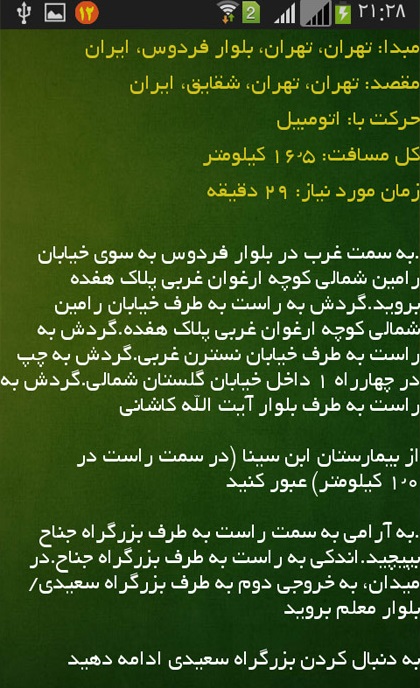 ۱۲ 2 ۲۱:۲۸
مبدا: تهران، تهران، بلوار فردوس، ایران
مقصد: تهران، تهران، شقایق، ایران
حرکت با: اتومبیل
کل مسافت: ۱۶٫۵ کیلومتر
زمان مورد نیاز: ۲۹ دقیقه
.به سمت غرب در بلوار فردوس به سوی خیابان
رامین شمالی کوچه ارغوان غربی پلاک هفده
بروید.گردش به راست به طرف خیابان رامین
شمالی کوچه ارغوان غربی پلاک هفده.گردش به
راست به طرف خیابان نسترن غربی.گردش به چپ
در چهارراه ۱ داخل خیابان گلستان شمالی.گردش به
راست به طرف بلوار آیت الله کاشانی
از بیمارستان ابن سینا (در سمت راست در
۱٫۰ کیلومتر) عبور کنید
.به آرامی به سمت راست به طرف بزرگراه جناح
بپیچید.اندکی به راست به طرف بزرگراه جناح.در
میدان، به خروجی دوم به طرف بزرگراه سعیدی/
بلوار معلم بروید
به دنبال کردن بزرگراه سعیدی ادامه دهید